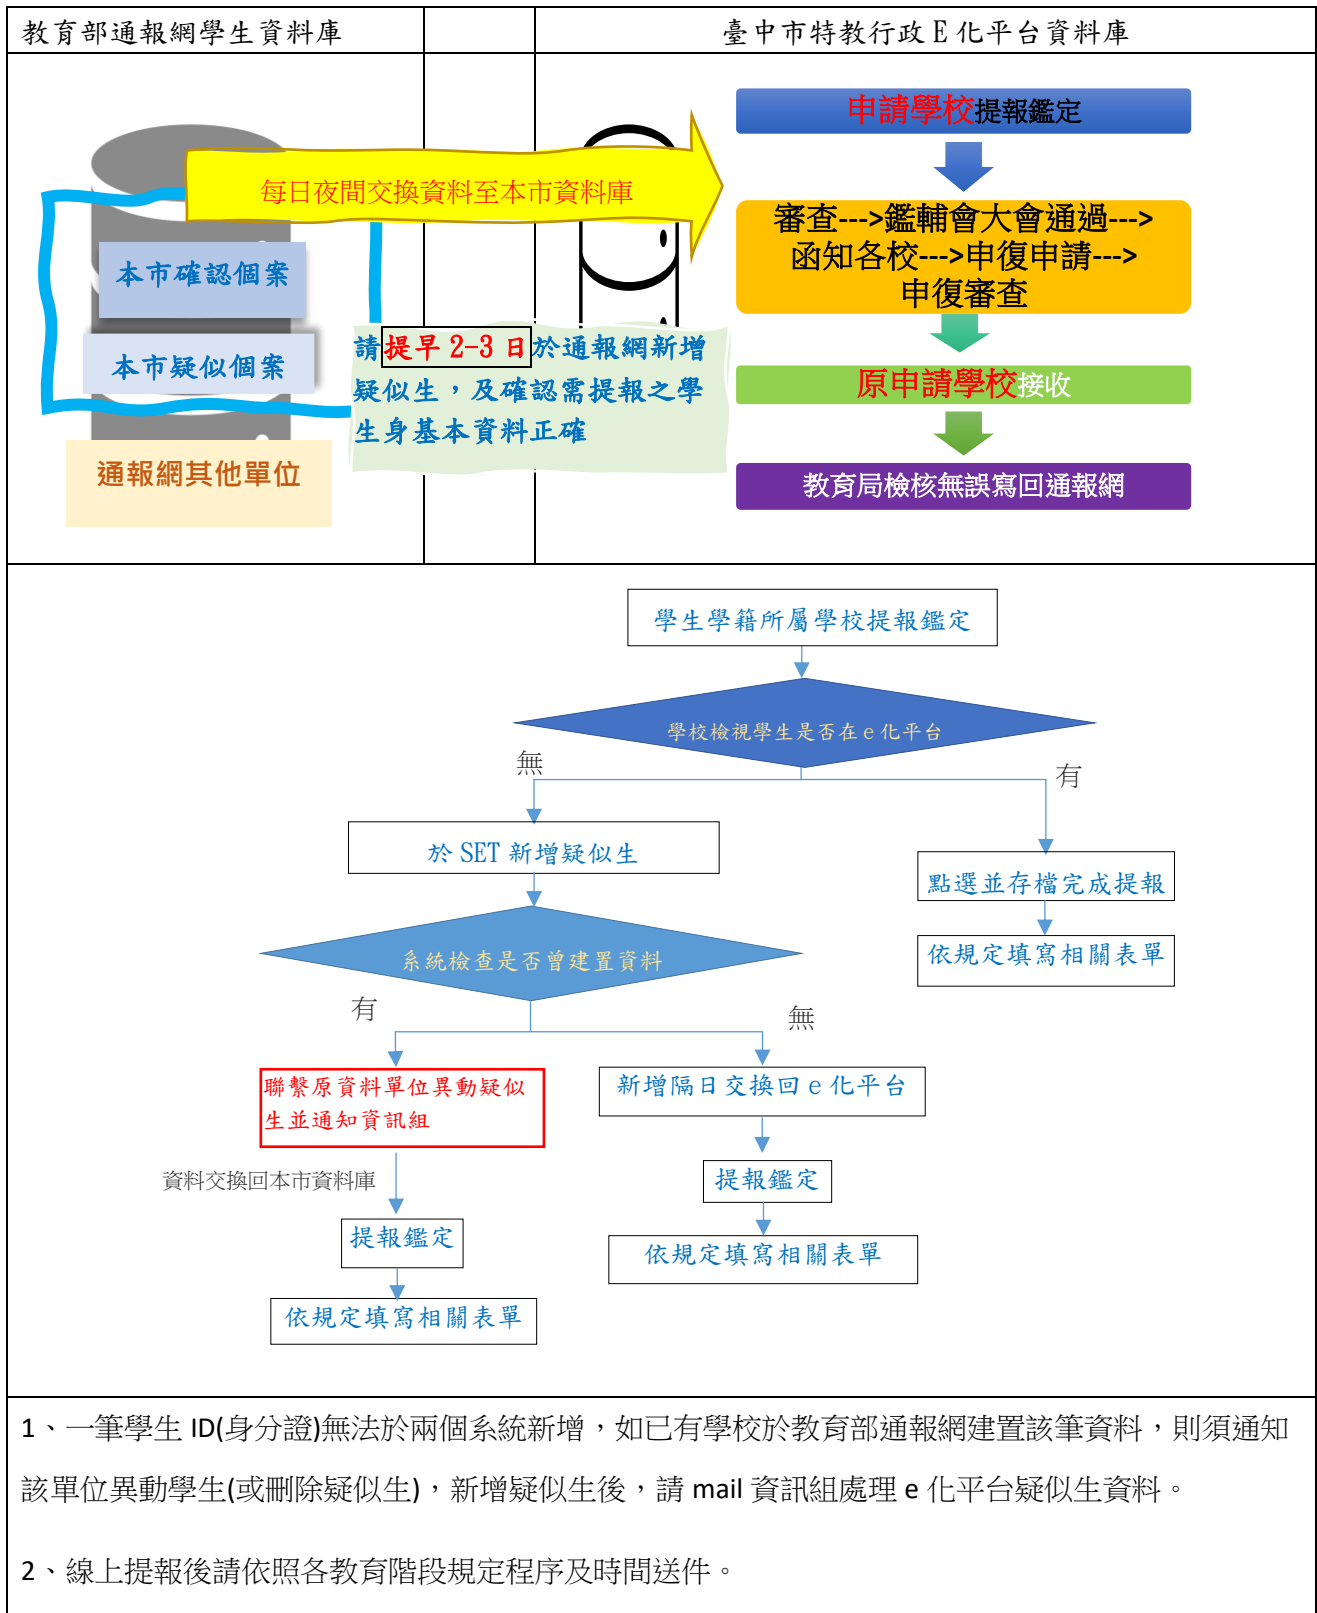 教育部通報網學生資料庫
臺中市特教行政 E 化平台資料庫
每日夜間交換資料至本市資料庫
本市確認個案
本市疑似個案
通報網其他單位
請提早 2-3 日於通報網新增
疑似生，及確認需提報之學
生身基本資料正確
申請學校提報鑑定
審查--->鑑輔會大會通過--->
函知各校--->申復申請--->
申復審查
原申請學校接收
教育局檢核無誤寫回通報網
學生學籍所屬學校提報鑑定
學校檢視學生是否在 e 化平台
無
有
於 SET 新增疑似生
點選並存檔完成提報
依規定填寫相關表單
系統檢查是否曾建置資料
有
無
聯繫原資料單位異動疑似
生並通知資訊組
新增隔日交換回 e 化平台
資料交換回本市資料庫
提報鑑定
提報鑑定
依規定填寫相關表單
依規定填寫相關表單
1、一筆學生 ID(身分證)無法於兩個系統新增，如已有學校於教育部通報網建置該筆資料，則須通知
該單位異動學生(或刪除疑似生)，新增疑似生後，請 mail 資訊組處理 e 化平台疑似生資料。
2、線上提報後請依照各教育階段規定程序及時間送件。